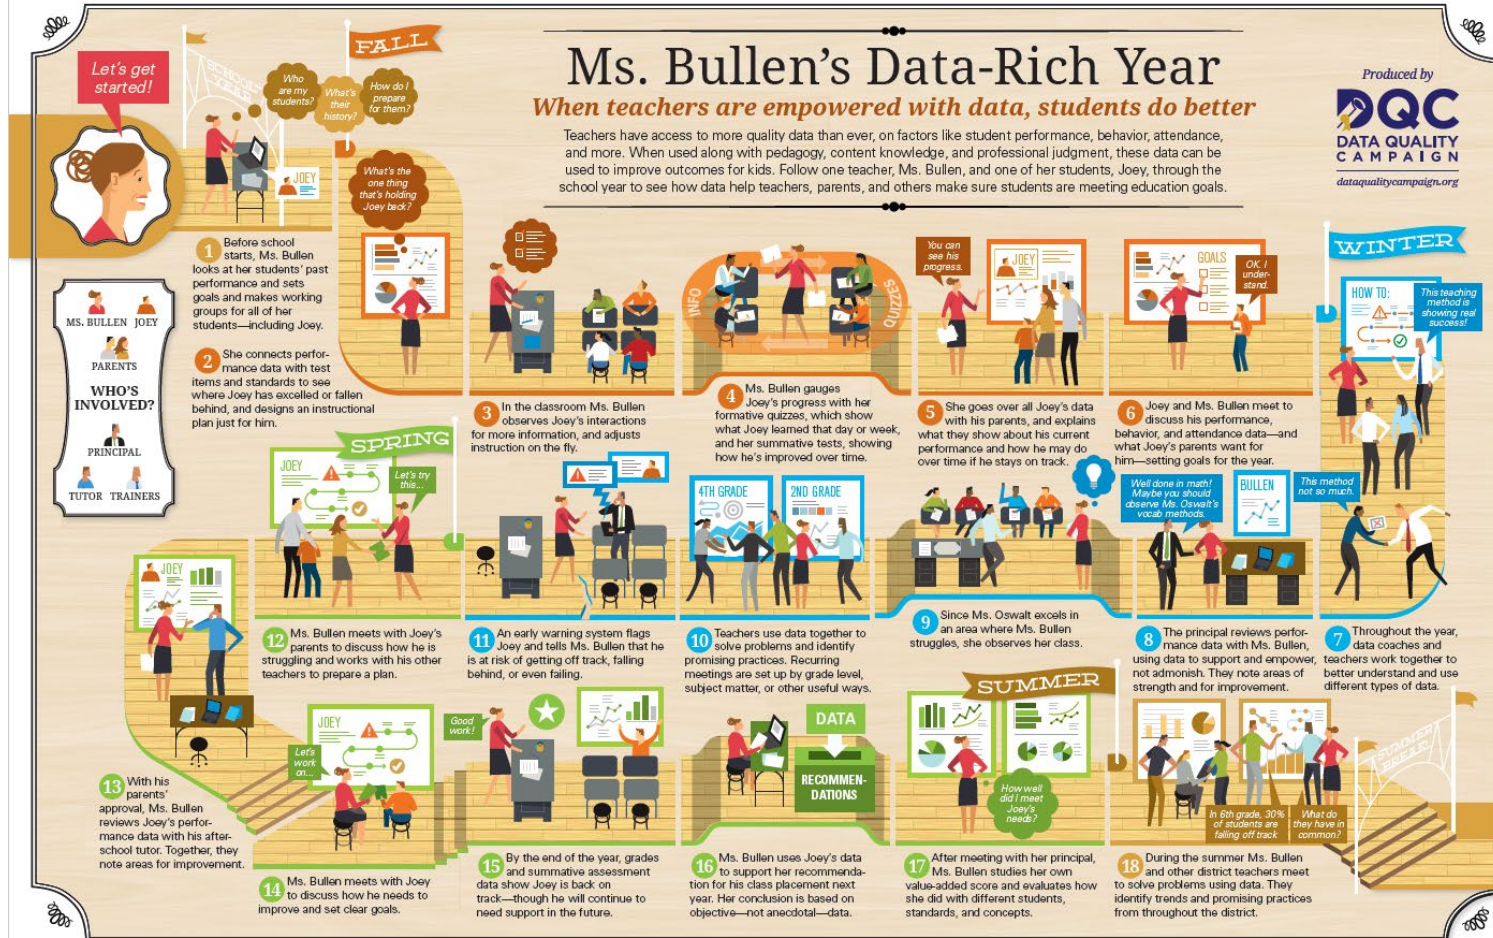 Let's get
started!
SCHOOL
YEAR
FALL
Who
are my
students?
What's
their
history?
How do I
prepare
for them?
JOEY
Ms. Bullen's Data-Rich Year
When teachers are empowered with data, students do better
Teachers have access to more quality data than ever, on factors like student performance, behavior, attendance,
and more. When used along with pedagogy, content knowledge, and professional judgment, these data can be
used to improve outcomes for kids. Follow one teacher, Ms. Bullen, and one of her students, Joey, through the
school year to see how data help teachers, parents, and others make sure students are meeting education goals.
Produced by
DQC
DATA QUALITY
CAMPAIGN
dataqualitycampaign.org
WHO'S
INVOLVED?
MS. BULLEN JOEY
PARENTS
PRINCIPAL
TUTOR TRAINERS
1 Before school
starts, Ms. Bullen
looks at her students' past
performance and sets
goals and makes working
groups for all of her
students—including Joey.
What's the
one thing
that's holding
Joey back?
2 She connects perfor-
mance data with test
items and standards to see
where Joey has excelled or fallen
behind, and designs an instructional
plan just for him.
3 In the classroom Ms. Bullen
observes Joey's interactions
for more information, and adjusts
instruction on the fly.
INFO
QUIZZES
4 Ms. Bullen gauges
Joey's progress with her
formative quizzes, which show
what Joey learned that day or week,
and her summative tests, showing
how he's improved over time.
You can
see his
progress.
JOEY
5 She goes over all Joey's data
with his parents, and explains
what they show about his current
performance and how he may do
over time if he stays on track.
GOALS
OK. I
under-
stand.
6 Joey and Ms. Bullen meet to
discuss his performance,
behavior, and attendance data—and
what Joey's parents want for
him—setting goals for the year.
WINTER
HOW TO:
This teaching
method is
showing real
success!
This method
not so much.
7 Throughout the year,
data coaches and
teachers work together to
better understand and use
different types of data.
Well done in math!
Maybe you should
observe Ms. Oswalt's
vocab methods.
BULLEN
8 The principal reviews perfor-
mance data with Ms. Bullen,
using data to support and empower,
not admonish. They note areas of
strength and for improvement.
9 Since Ms. Oswalt excels in
an area where Ms. Bullen
struggles, she observes her class.
4TH GRADE
2ND GRADE
10 Teachers use data together to
solve problems and identify
promising practices. Recurring
meetings are set up by grade level,
subject matter, or other useful ways.
11 An early warning system flags
Joey and tells Ms. Bullen that he
is at risk of getting off track, falling
behind, or even failing.
SPRING
JOEY
Let's try
this...
12 Ms. Bullen meets with Joey's
parents to discuss how he is
struggling and works with his other
teachers to prepare a plan.
JOEY
13 With his
parents'
approval, Ms. Bullen
reviews Joey's perfor-
mance data with his after-
school tutor. Together, they
note areas for improvement.
JOEY
Let's
work
on...
14 Ms. Bullen meets with Joey
to discuss how he needs to
improve and set clear goals.
Good
work!
15 By the end of the year, grades
and summative assessment
data show Joey is back on
track—though he will continue to
need support in the future.
DATA
RECOMMEN-
DATIONS
16 Ms. Bullen uses Joey's data
to support her recommenda-
tion for his class placement next
year. Her conclusion is based on
objective—not anecdotal—data.
SUMMER
How well
did I meet
Joey's
needs?
17 After meeting with her principal,
Ms. Bullen studies her own
value-added score and evaluates how
she did with different students,
standards, and concepts.
In 6th grade, 30%
of students are
falling off track
What do
they have in
common?
18 During the summer Ms. Bullen
and other district teachers meet
to solve problems using data. They
identify trends and promising practices
from throughout the district.
SUMMER
BREAK